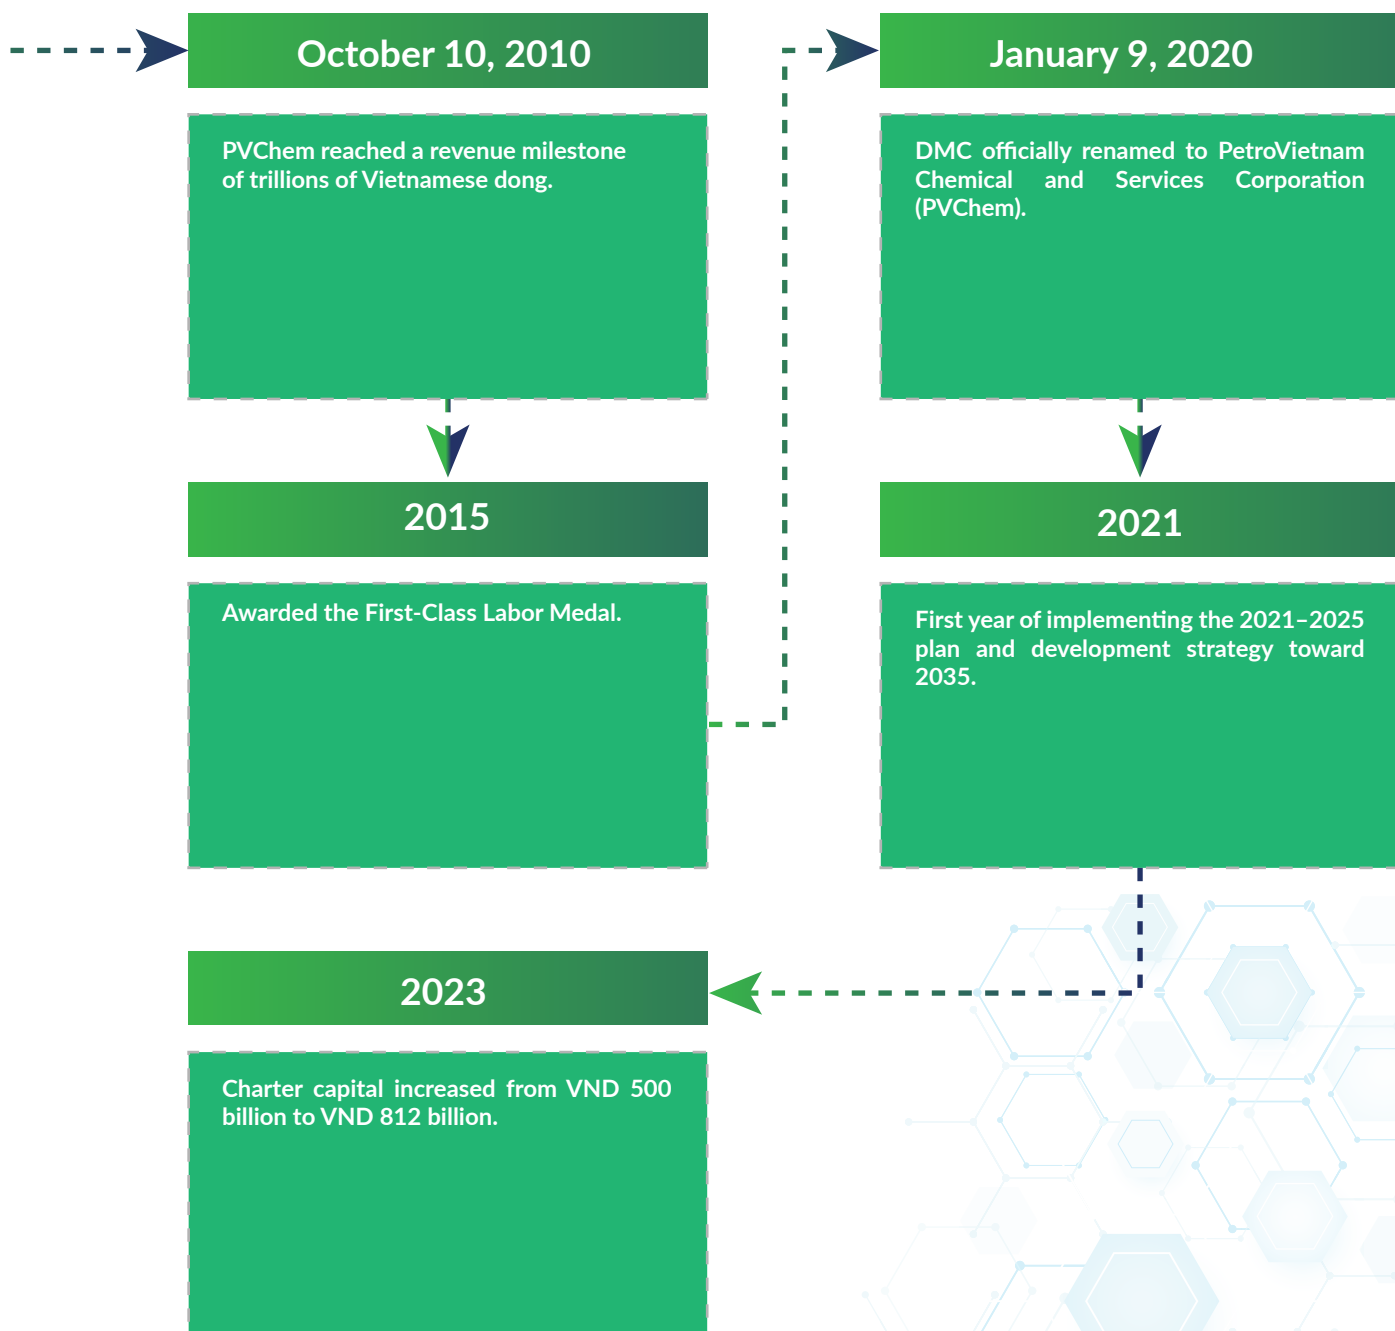 October 10, 2010
PVChem reached a revenue milestone
of trillions of Vietnamese dong.
2015
Awarded the First-Class Labor Medal.
January 9, 2020
DMC officially renamed to PetroVietnam
Chemical and Services Corporation
(PVChem).
2021
First year of implementing the 2021–2025
plan and development strategy toward
2035.
2023
Charter capital increased from VND 500
billion to VND 812 billion.